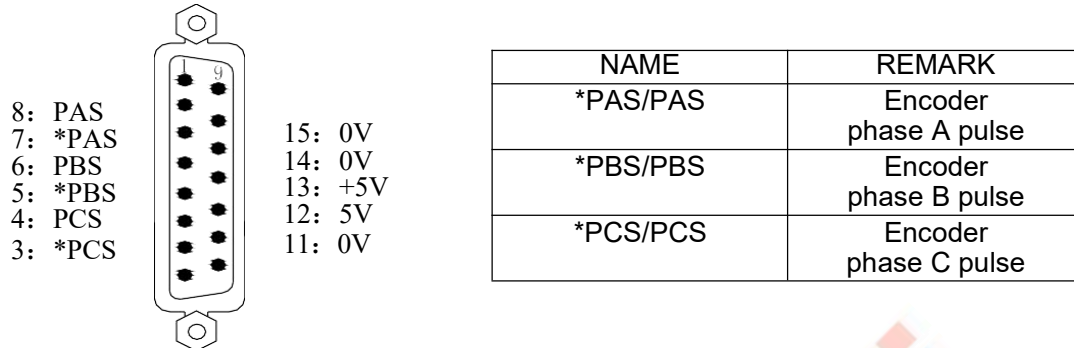 1
9
8：PAS
7：*PAS
6：PBS
5：*PBS
4：PCS
3：*PCS
15：0V
14：0V
13：+5V
12：5V
11：0V
NAME REMARK
*PAS/PAS Encoder
phase A pulse
*PBS/PBS Encoder
phase B pulse
*PCS/PCS Encoder
phase C pulse